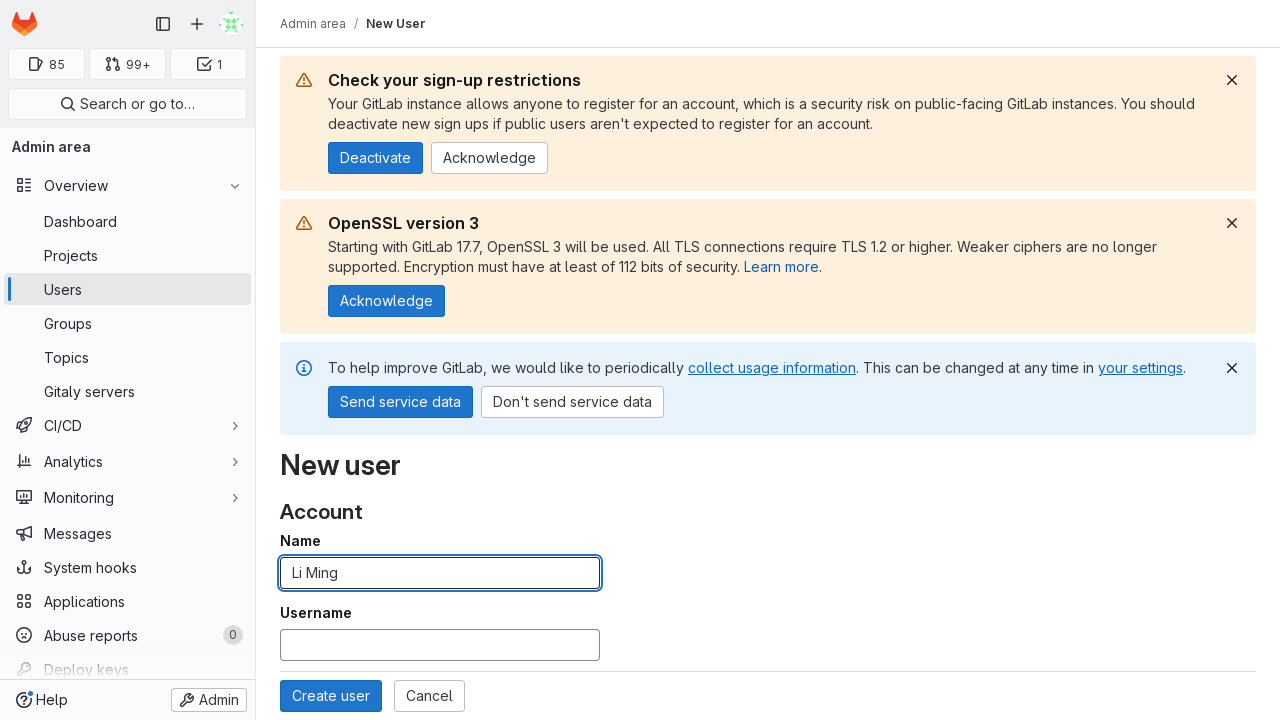 Admin area / New User
85
99+
1
Search or go to…
Admin area
Overview
Dashboard
Projects
Users
Groups
Topics
Gitaly servers
CI/CD
Analytics
Monitoring
Messages
System hooks
Applications
Abuse reports 0
Deploy keys
Help
Admin
Check your sign-up restrictions
Your GitLab instance allows anyone to register for an account, which is a security risk on public-facing GitLab instances. You should
deactivate new sign ups if public users aren't expected to register for an account.
Deactivate Acknowledge
OpenSSL version 3
Starting with GitLab 17.7, OpenSSL 3 will be used. All TLS connections require TLS 1.2 or higher. Weaker ciphers are no longer
supported. Encryption must have at least of 112 bits of security. Learn more.
Acknowledge
To help improve GitLab, we would like to periodically collect usage information. This can be changed at any time in your settings.
Send service data Don't send service data
New user
Account
Name
Li Ming
Username
Create user Cancel